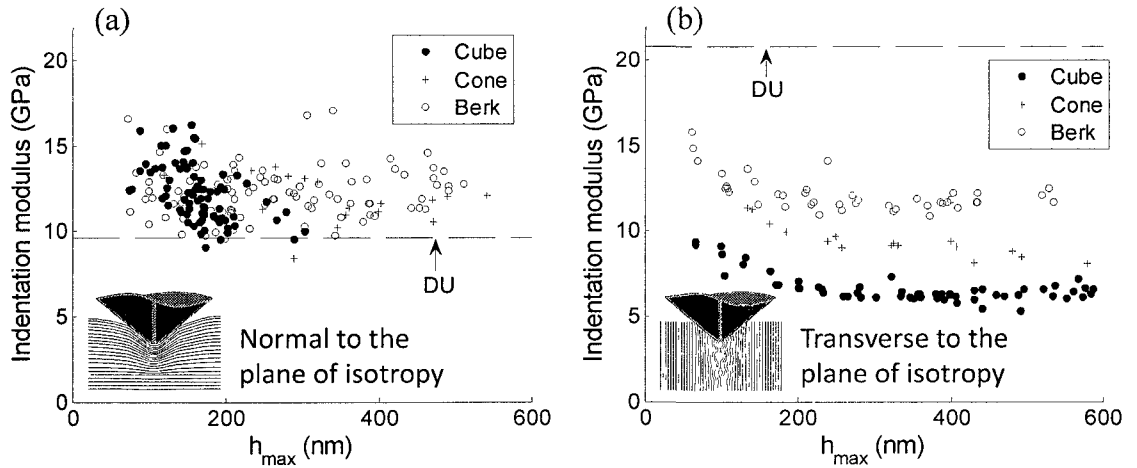 (a)
Indentation modulus (GPa)
20
15
10
5
0
Cube
Cone
Berk
DU
Normal to the
plane of isotropy
0
200
400
600
h_max (nm)
(b)
Indentation modulus (GPa)
20
15
10
5
0
DU
Cube
Cone
Berk
Transverse to the
plane of isotropy
0
200
400
600
h_max (nm)